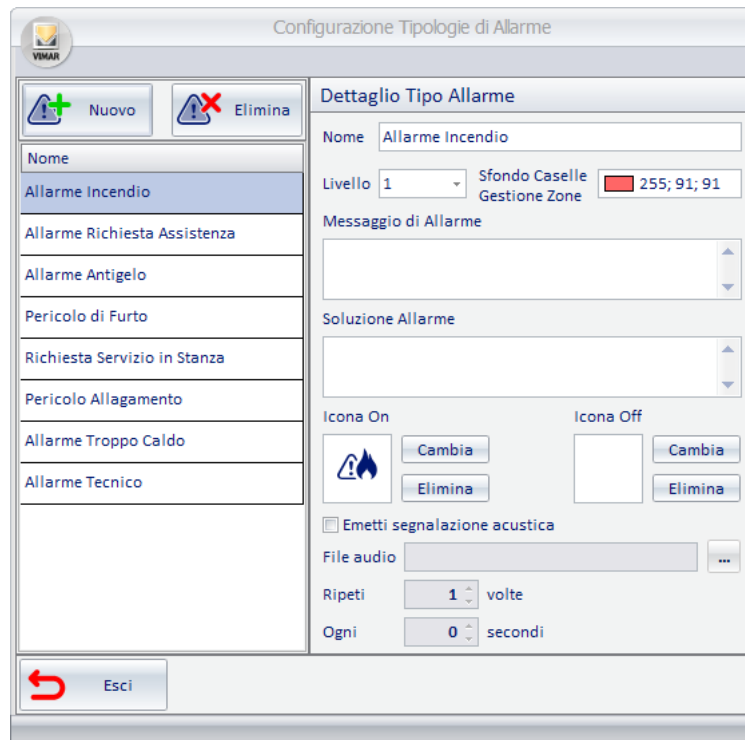 Configurazione Tipologie di Allarme
VIMAR
Nuovo
Elimina
Nome
Allarme Incendio
Allarme Richiesta Assistenza
Allarme Antigelo
Pericolo di Furto
Richiesta Servizio in Stanza
Pericolo Allagamento
Allarme Troppo Caldo
Allarme Tecnico
Dettaglio Tipo Allarme
Nome Allarme Incendio
Livello 1
Sfondo Caselle
Gestione Zone
255; 91; 91
Messaggio di Allarme
Soluzione Allarme
Icona On
Cambia
Elimina
Icona Off
Cambia
Elimina
Emetti segnalazione acustica
File audio ...
Ripeti 1 volte
Ogni 0 secondi
Esci